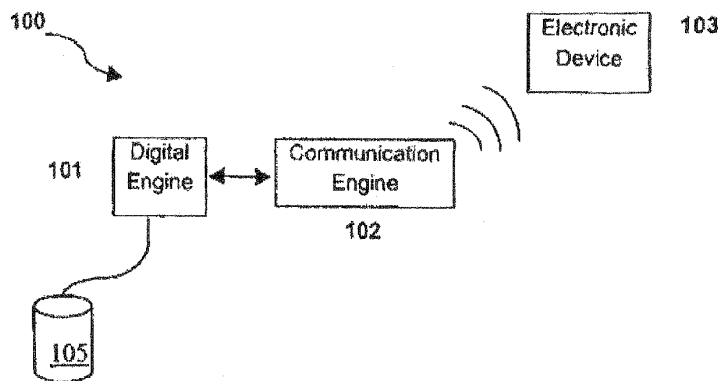 100
Electronic
Device
103
101
Digital
Engine
Communication
Engine
102
105